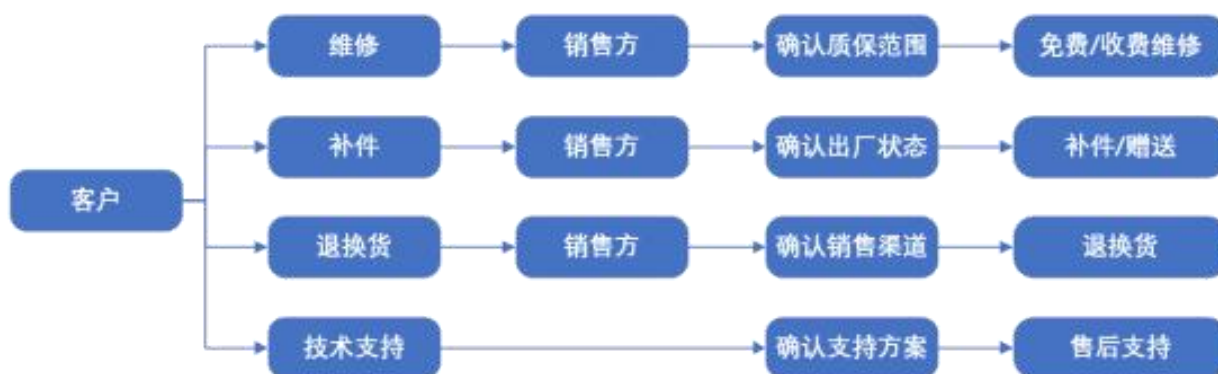 维修
销售方
确认质保范围
免费/收费维修
补件
销售方
确认出厂状态
补件/赠送
客户
退换货
销售方
确认销售渠道
退换货
技术支持
确认支持方案
售后支持